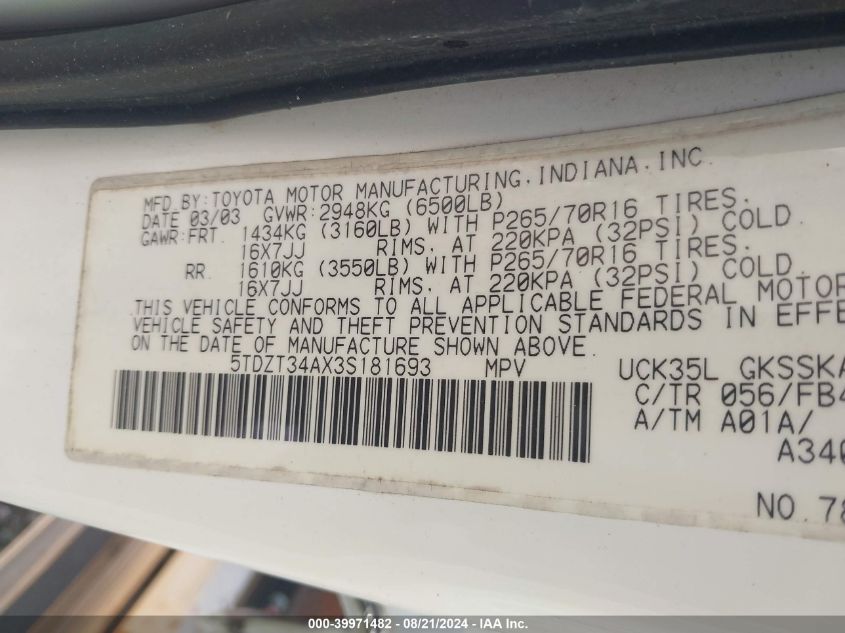 MFD BY: TOYOTA MOTOR MANUFACTURING, INDIANA, INC.
DATE 03/03 GVWR: 2948KG (6500LB)
GAWR: FRT. 1434KG (3160LB) WITH P265/70R16 TIRES.
16X7JJ RIMS. AT 220KPA (32PSI) COLD.
RR. 1610KG (3550LB) WITH P265/70R16 TIRES.
16X7JJ RIMS. AT 220KPA (32PSI) COLD.
THIS VEHICLE CONFORMS TO ALL APPLICABLE FEDERAL MOTOR
VEHICLE SAFETY AND THEFT PREVENTION STANDARDS IN EFFE
ON THE DATE OF MANUFACTURE SHOWN ABOVE.
5TDZT34AX3S181693 MPV UCK35L GKSSKA
C/TR 056/FB4
A/TM A01A/
A340
NO. 78
000-39971482 - 08/21/2024 - IAA Inc.